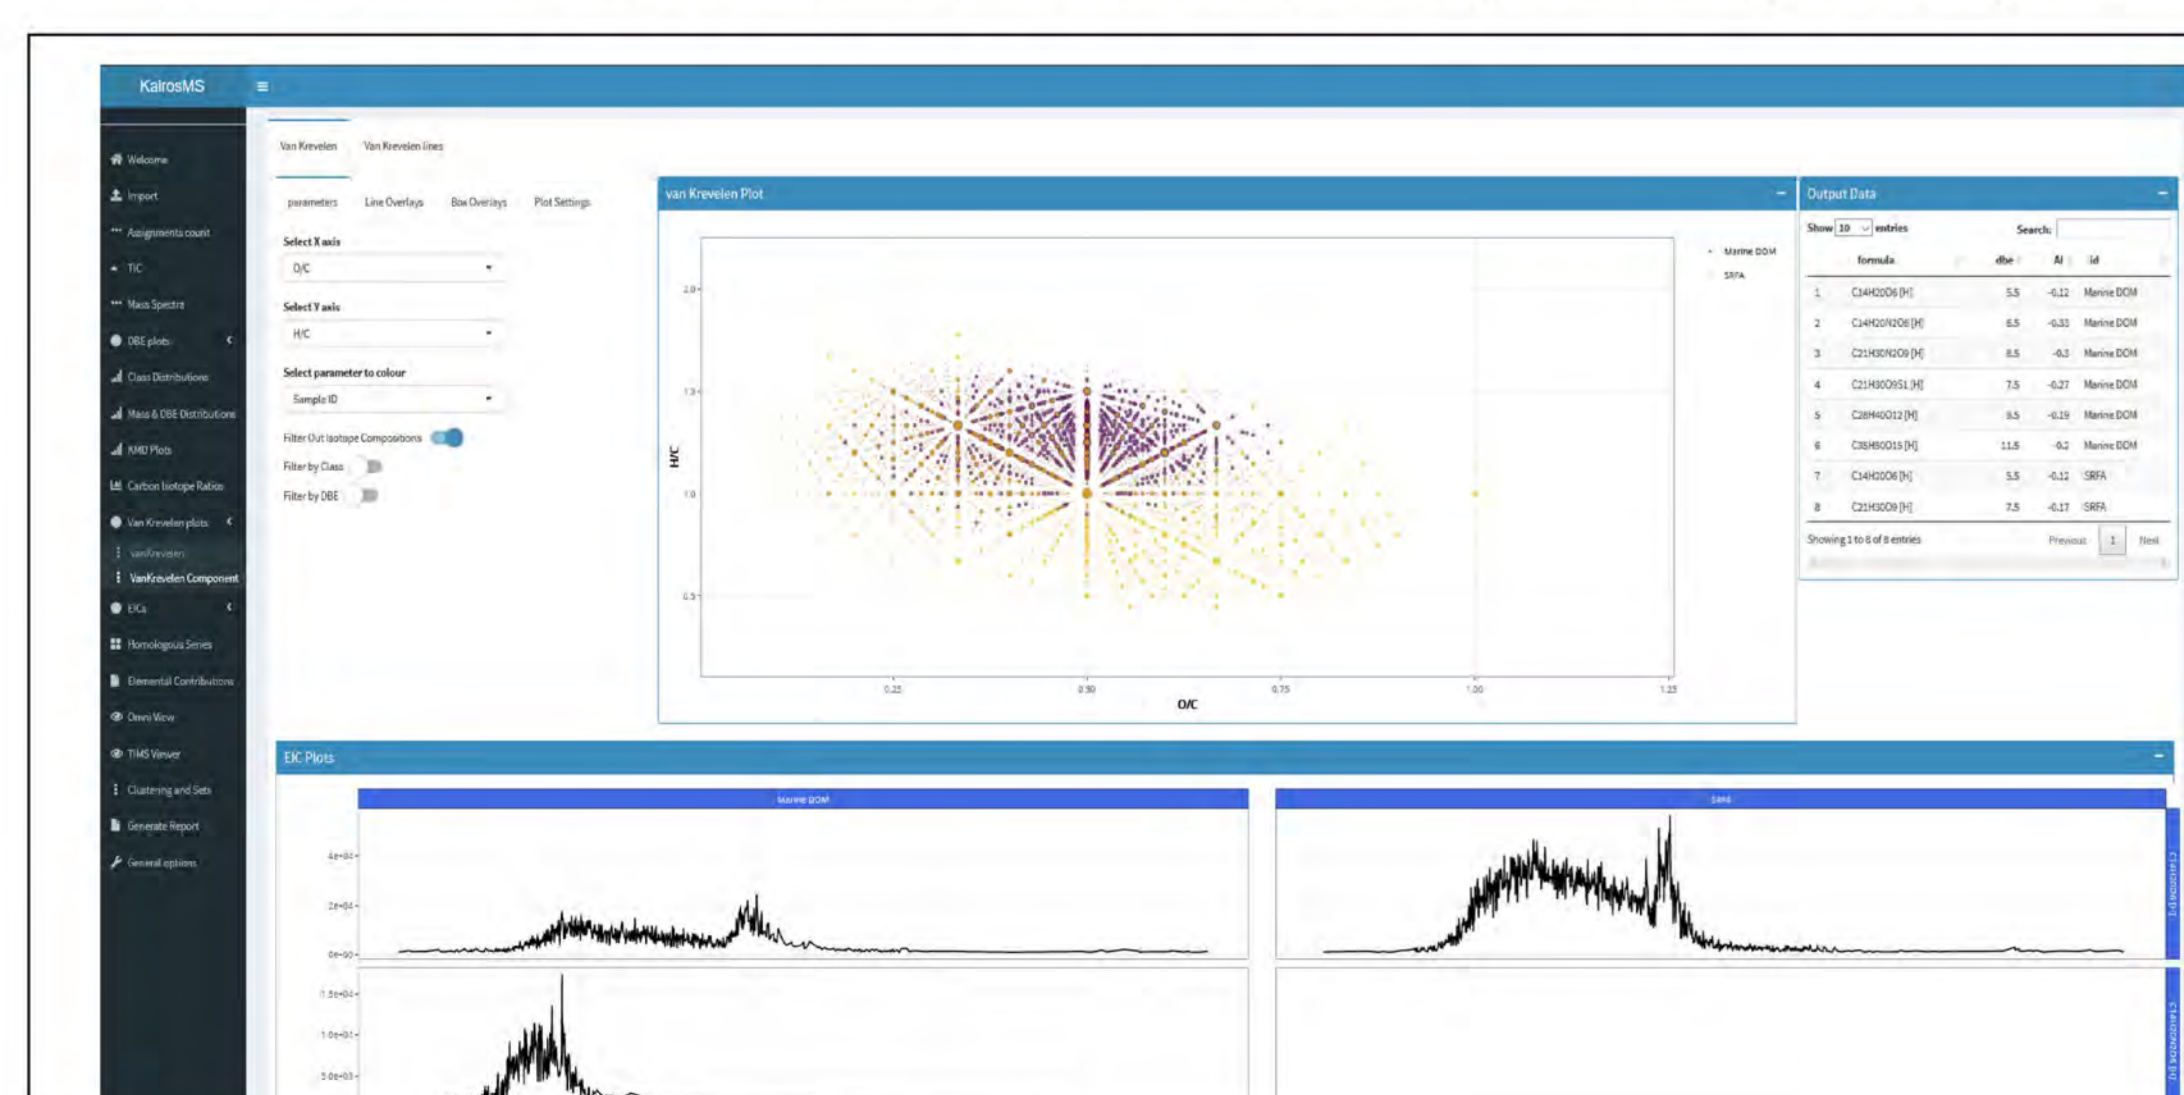 KairosMS
Welcome
Import
Assignments count
TIC
Mass Spectra
DBE plots
Class Distributions
Mass & DBE Distributions
KMD Plots
Carbon Isotope Ratios
Van Krevelen plots
vanKrevelen
VanKrevelen Component
EICs
Homologous Series
Elemental Contributions
Omni View
TIMS Viewer
Clustering and Sets
Generate Report
General options
Van Krevelen Van Krevelen lines
parameters Line Overlays Box Overlays Plot Settings
Select X axis
O/C
Select Y axis
H/C
Select parameter to colour
Sample ID
Filter Out Isotope Compositions
Filter by Class
Filter by DBE
van Krevelen Plot
Marine DOM
SRFA
2.0
1.5
1.0
0.5
H/C
0.25 0.50 0.75 1.00 1.25
O/C
Output Data
Show 10 entries Search:
formula dbe AI id
1 C14H20O6 [H] 5.5 -0.12 Marine DOM
2 C14H20N2O6 [H] 6.5 -0.33 Marine DOM
3 C21H30N2O9 [H] 8.5 -0.3 Marine DOM
4 C21H30O9S1 [H] 7.5 -0.27 Marine DOM
5 C28H40O12 [H] 9.5 -0.19 Marine DOM
6 C35H50O15 [H] 11.5 -0.2 Marine DOM
7 C14H20O6 [H] 5.5 -0.12 SRFA
8 C21H30O9 [H] 7.5 -0.17 SRFA
Showing 1 to 8 of 8 entries Previous 1 Next
EIC Plots
Marine DOM SRFA
4e+04
2e+04
0e+00
C14H20O6 [H]
1.5e+04
1.0e+04
5.0e+03
C14H20N2O6 [H]